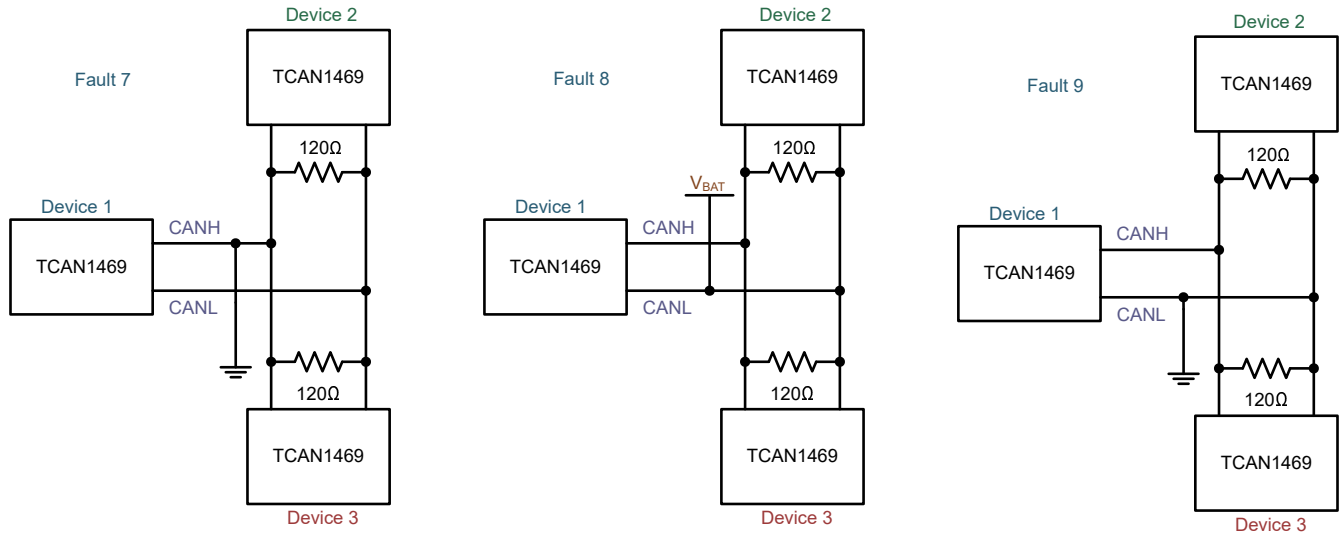 Device 2
Fault 7
TCAN1469
120Ω
Device 1
CANH
TCAN1469
CANL
120Ω
TCAN1469
Device 3
Device 2
Fault 8
TCAN1469
120Ω
VBAT
Device 1
CANH
TCAN1469
CANL
120Ω
TCAN1469
Device 3
Device 2
Fault 9
TCAN1469
120Ω
Device 1
CANH
TCAN1469
CANL
120Ω
TCAN1469
Device 3